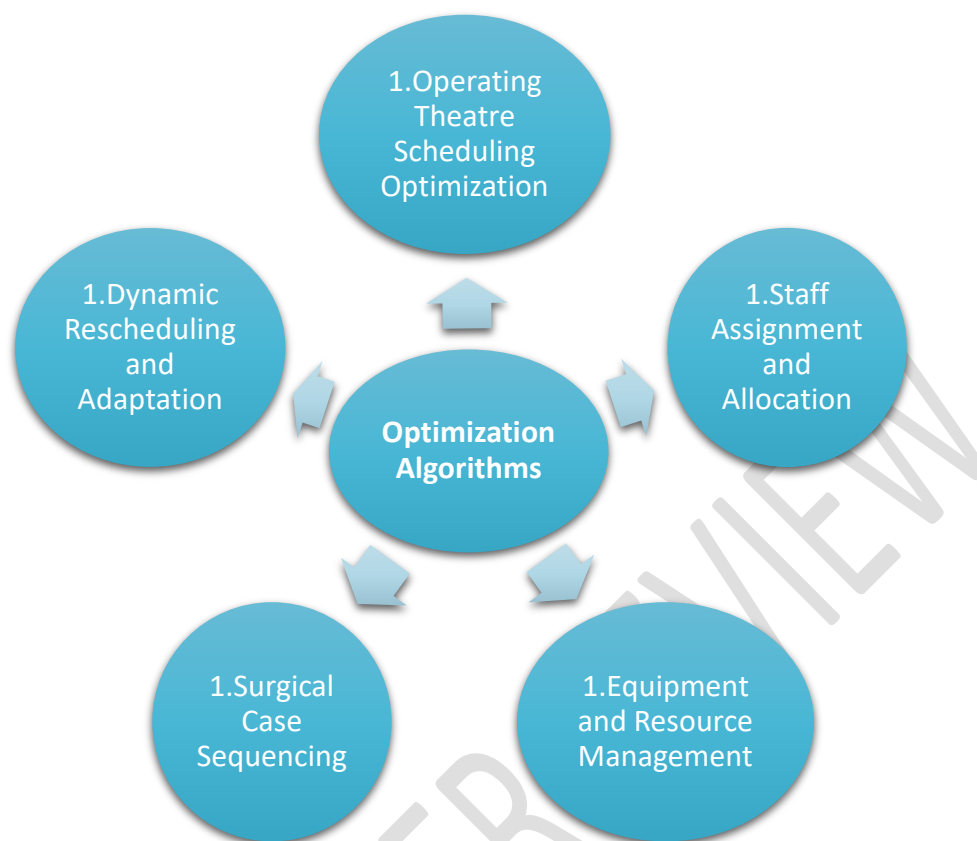 1.Operating
Theatre
Scheduling
Optimization
1.Dynamic
Rescheduling
and
Adaptation
1.Staff
Assignment
and
Allocation
Optimization
Algorithms
1.Surgical
Case
Sequencing
1.Equipment
and Resource
Management